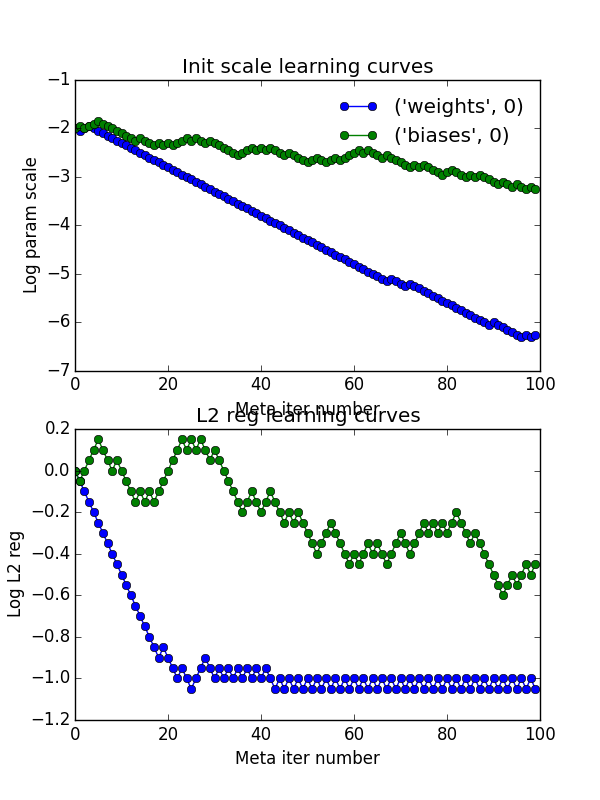 Init scale learning curves
−1
−2
−3
−4
−5
−6
−7
Log param scale
('weights', 0)
('biases', 0)
0 20 40 60 80 100
Meta iter number
L2 reg learning curves
0.2
0.0
−0.2
−0.4
−0.6
−0.8
−1.0
−1.2
Log L2 reg
0 20 40 60 80 100
Meta iter number